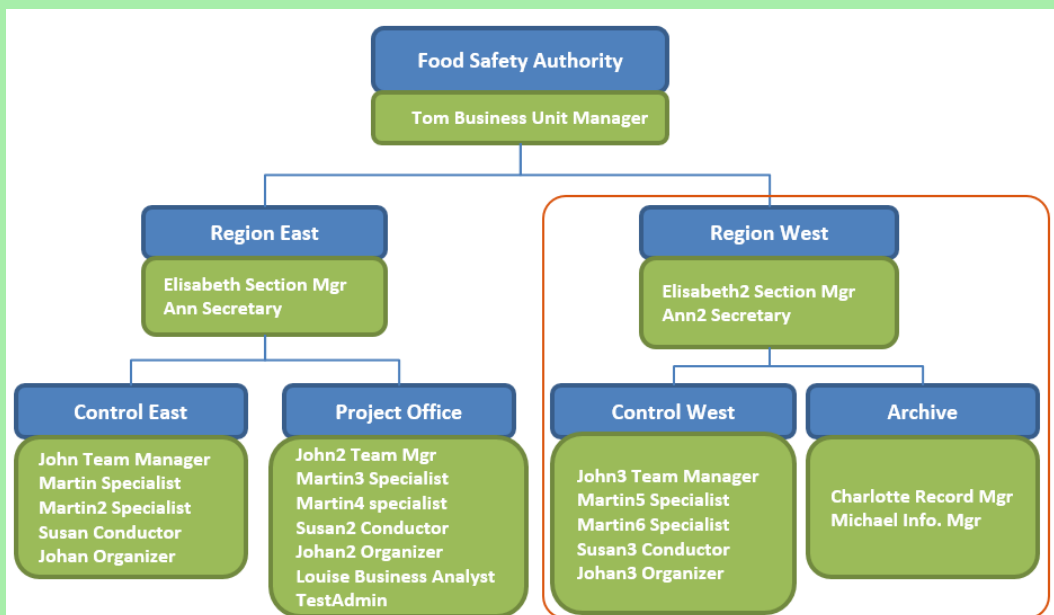 Food Safety Authority
Tom Business Unit Manager
Region East
Elisabeth Section Mgr
Ann Secretary
Region West
Elisabeth2 Section Mgr
Ann2 Secretary
Control East
John Team Manager
Martin Specialist
Martin2 Specialist
Susan Conductor
Johan Organizer
Project Office
John2 Team Mgr
Martin3 Specialist
Martin4 specialist
Susan2 Conductor
Johan2 Organizer
Louise Business Analyst
TestAdmin
Control West
John3 Team Manager
Martin5 Specialist
Martin6 Specialist
Susan3 Conductor
Johan3 Organizer
Archive
Charlotte Record Mgr
Michael Info. Mgr